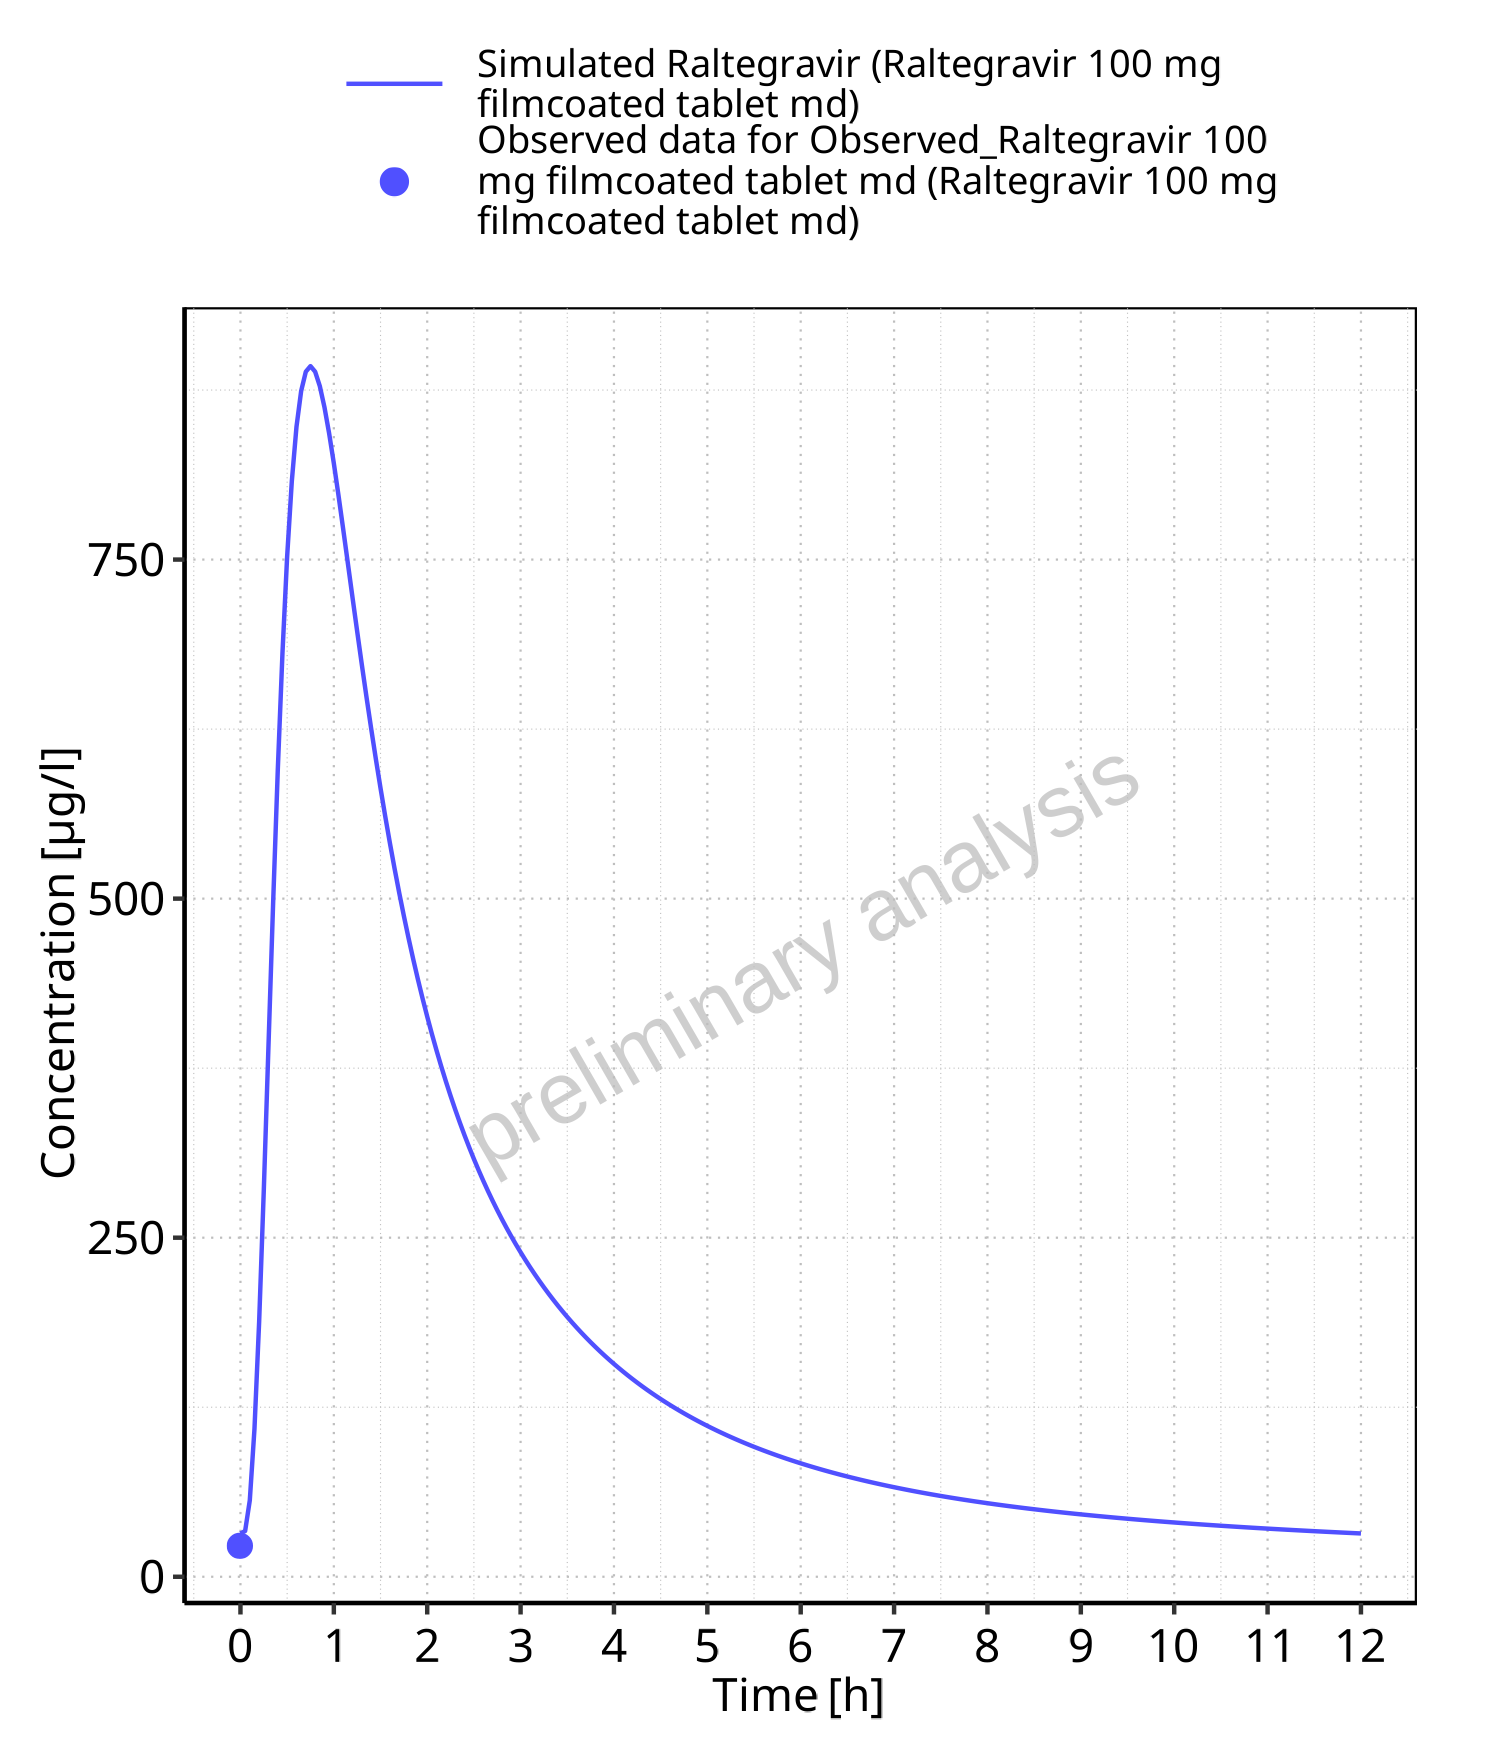 Simulated Raltegravir (Raltegravir 100 mg
filmcoated tablet md)
Observed data for Observed_Raltegravir 100
mg filmcoated tablet md (Raltegravir 100 mg
filmcoated tablet md)
750
500
250
0
Concentration [µg/l]
preliminary analysis
0 1 2 3 4 5 6 7 8 9 10 11 12
Time [h]